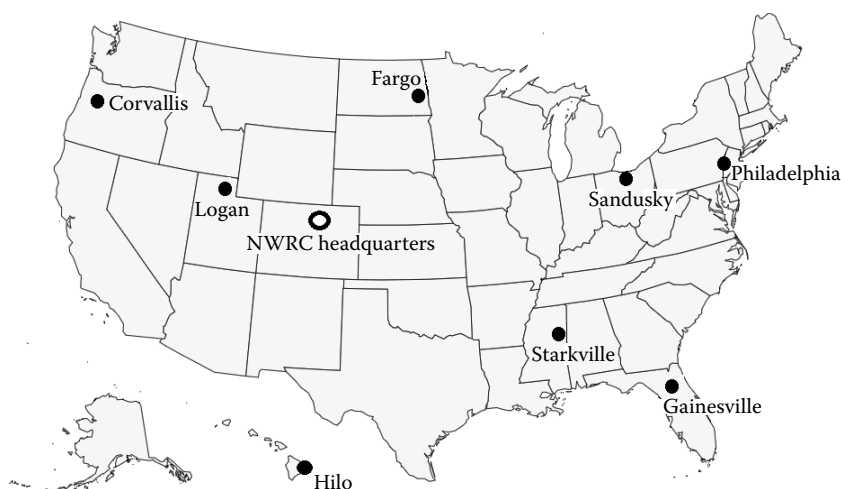 Fargo
Corvallis
Philadelphia
Sandusky
Logan
NWRC headquarters
Starkville
Gainesville
Hilo